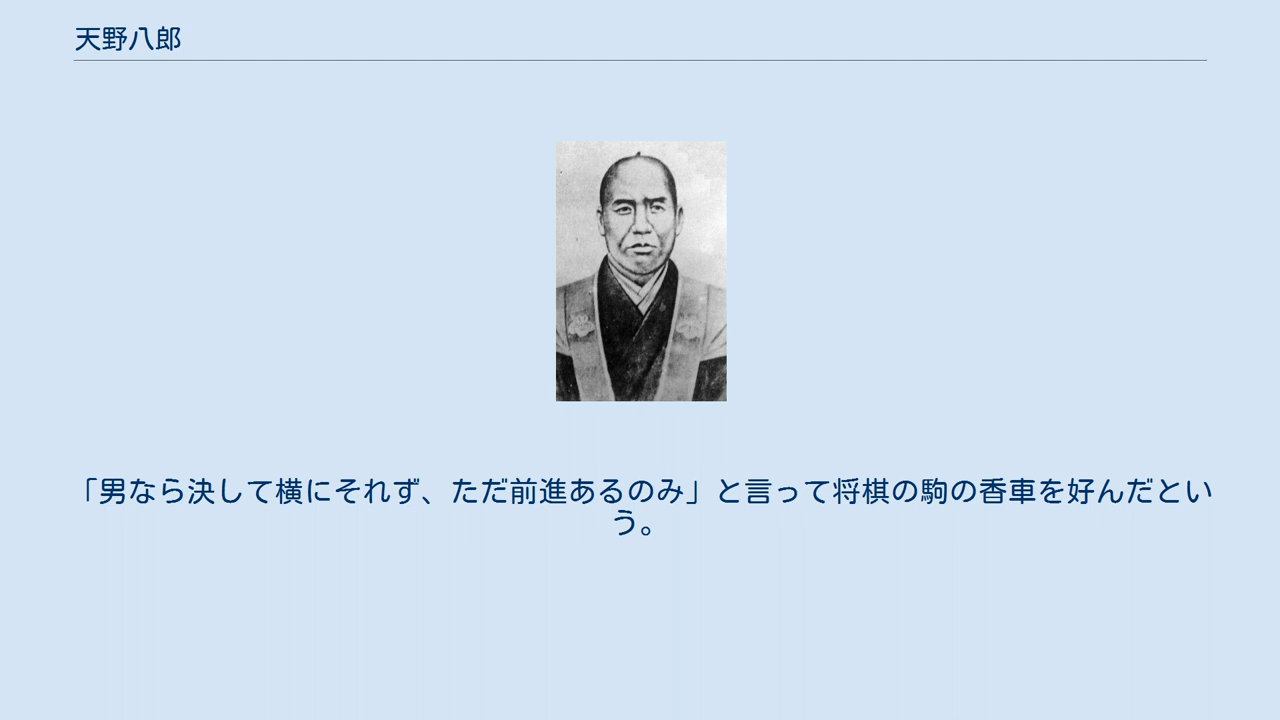 天野八郎
「男なら決して横にそれず、ただ前進あるのみ」と言って将棋の駒の香車を好んだとい
う。